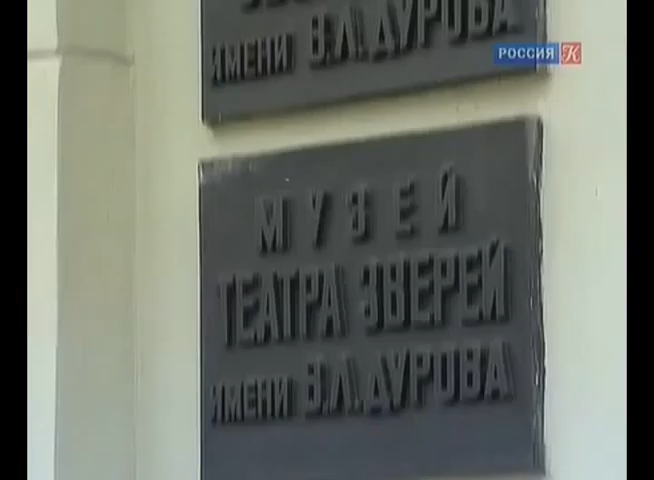 ИМЕНИ В.Л.ДУРОВА
РОССИЯ К
МУЗЕЙ
ТЕАТРА ЗВЕРЕЙ
ИМЕНИ В.Л.ДУРОВА